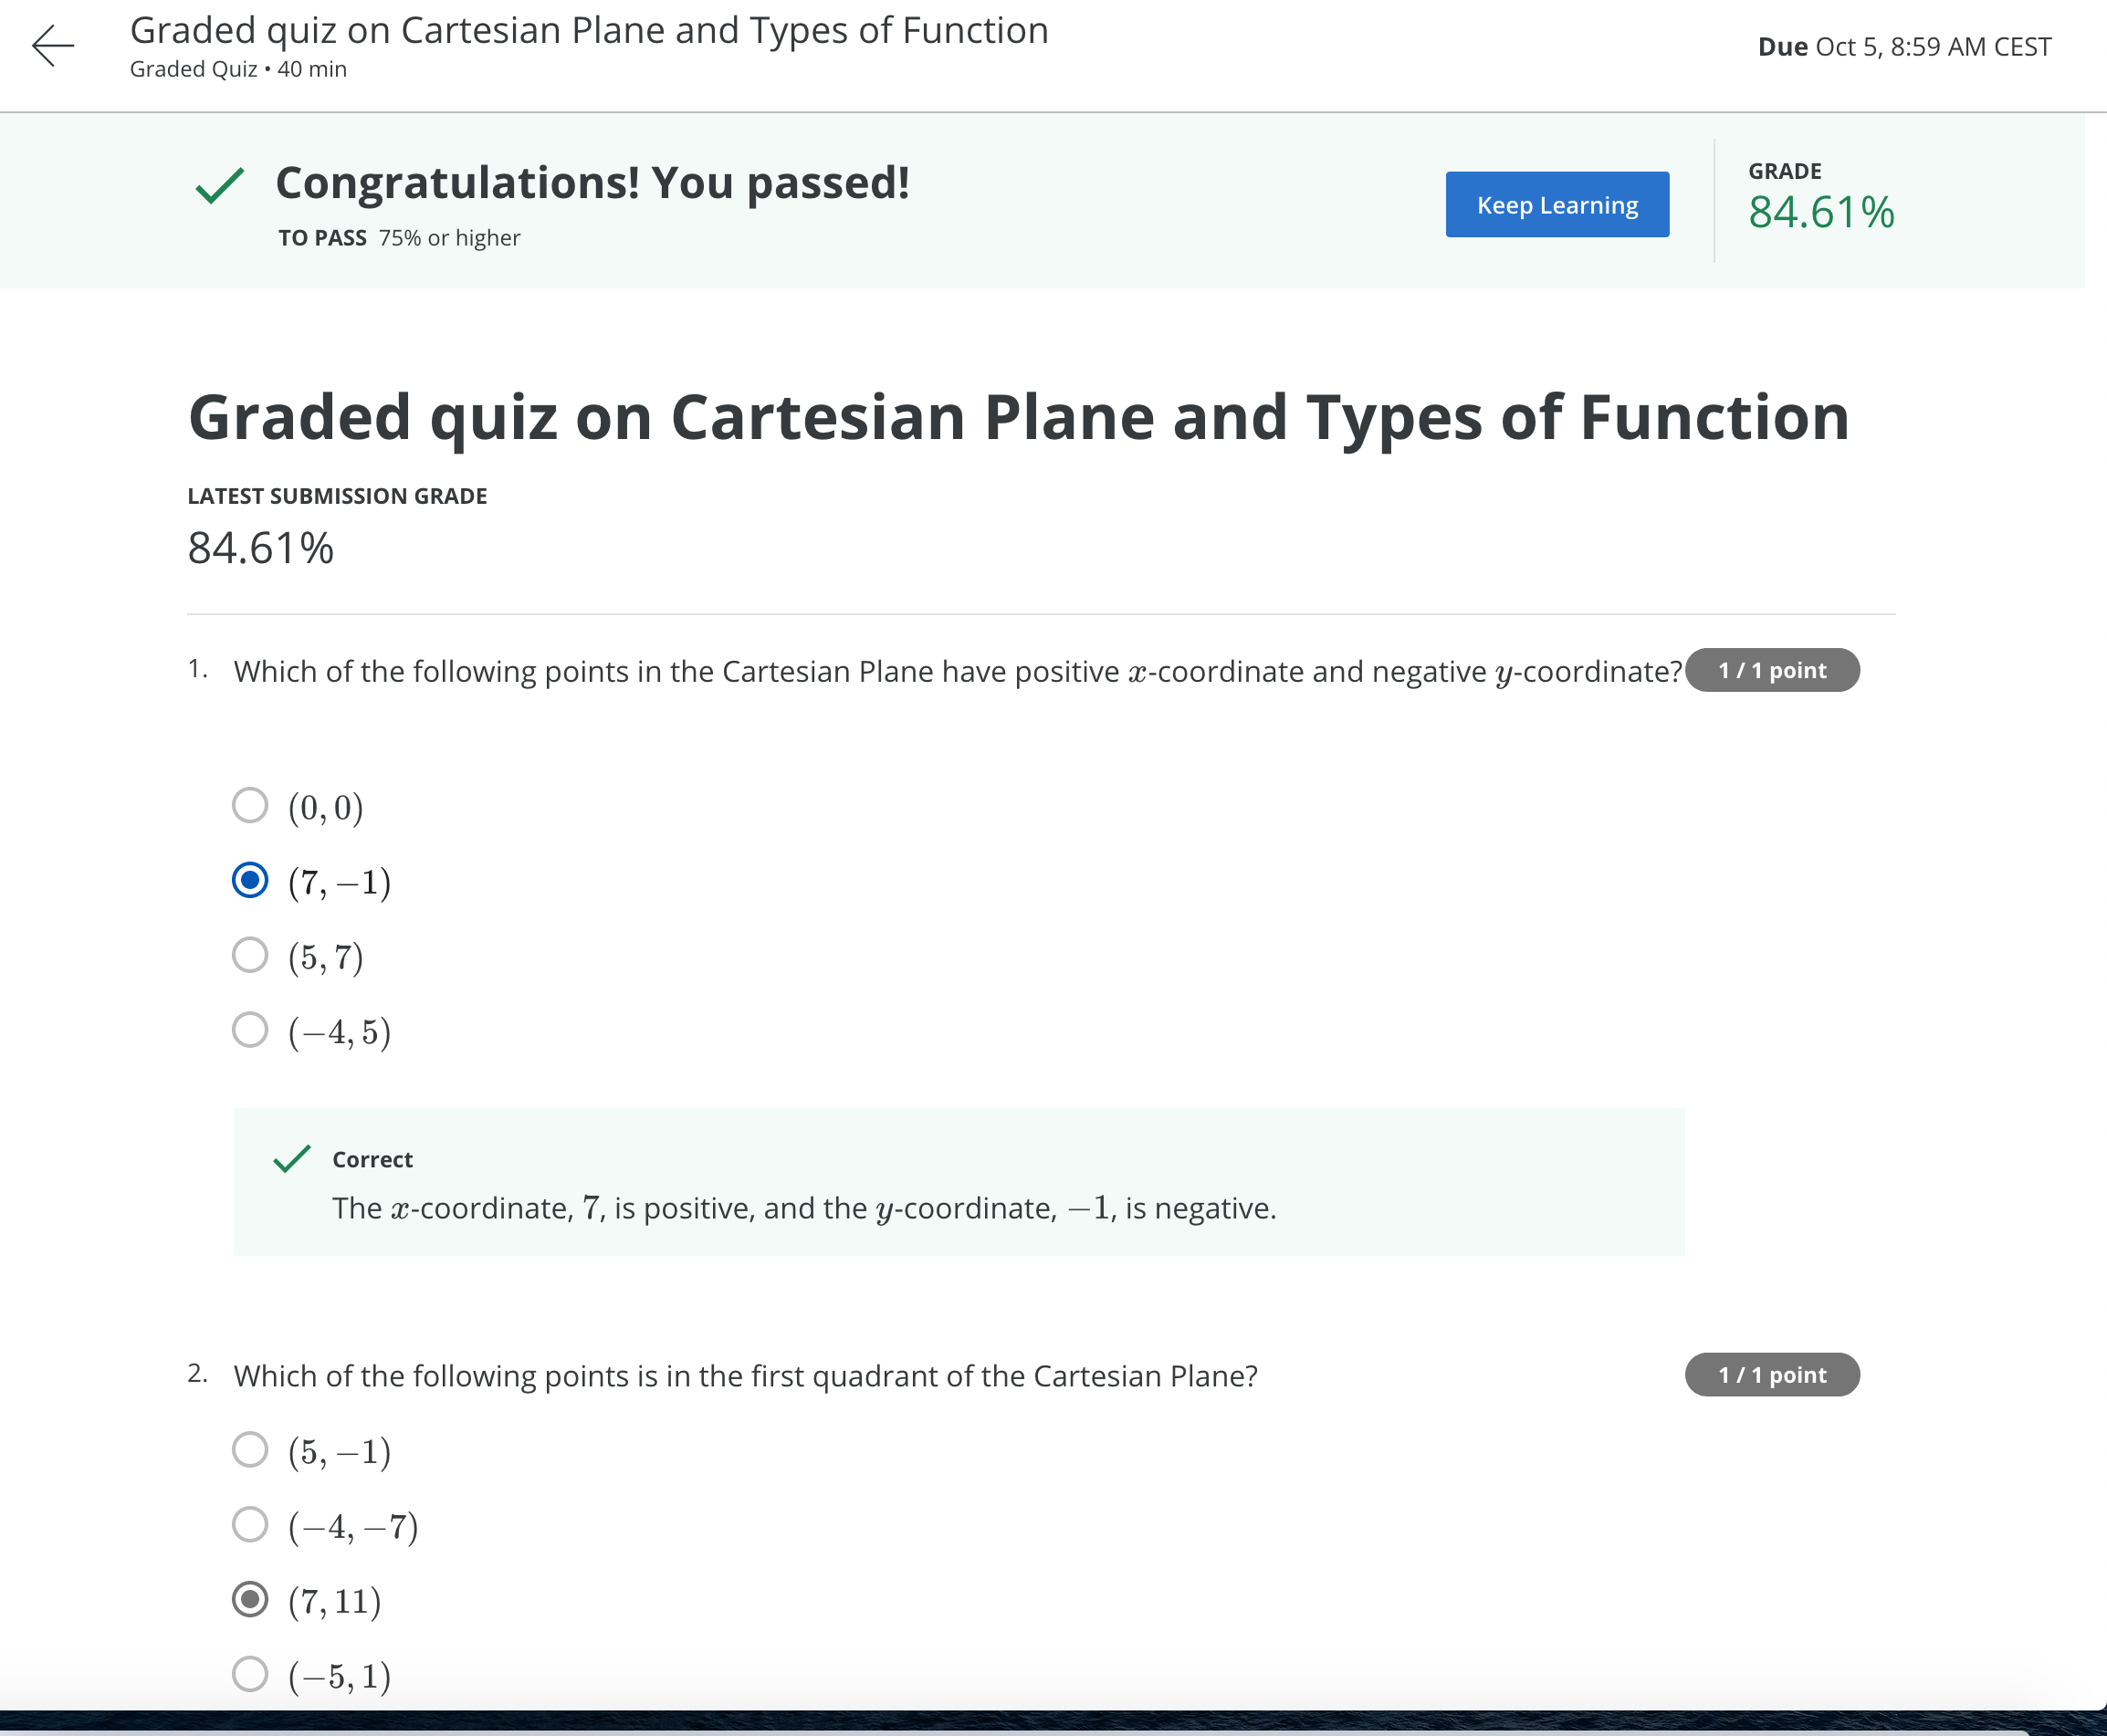 Graded quiz on Cartesian Plane and Types of Function
Graded Quiz • 40 min
Due Oct 5, 8:59 AM CEST
Congratulations! You passed!
TO PASS 75% or higher
Keep Learning
GRADE
84.61%
Graded quiz on Cartesian Plane and Types of Function
LATEST SUBMISSION GRADE
84.61%
1. Which of the following points in the Cartesian Plane have positive x-coordinate and negative y-coordinate? 1 / 1 point
(0, 0)
(7, −1)
(5, 7)
(−4, 5)
Correct
The x-coordinate, 7, is positive, and the y-coordinate, −1, is negative.
2. Which of the following points is in the first quadrant of the Cartesian Plane? 1 / 1 point
(5, −1)
(−4, −7)
(7, 11)
(−5, 1)